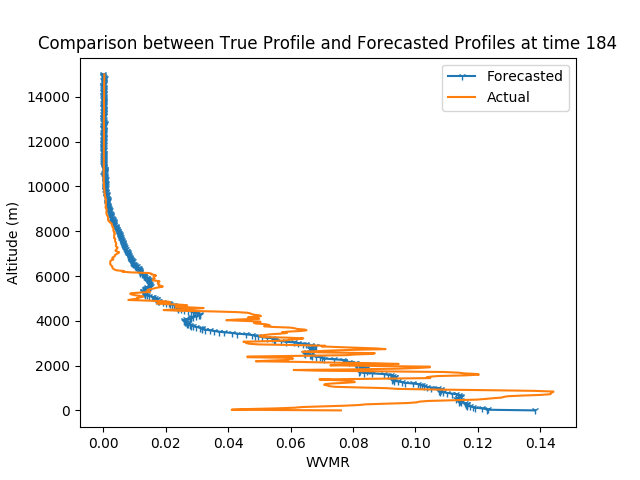 Comparison between True Profile and Forecasted Profiles at time 184
Forecasted
Actual
14000
12000
10000
8000
6000
4000
2000
0
Altitude (m)
0.00 0.02 0.04 0.06 0.08 0.10 0.12 0.14
WVMR